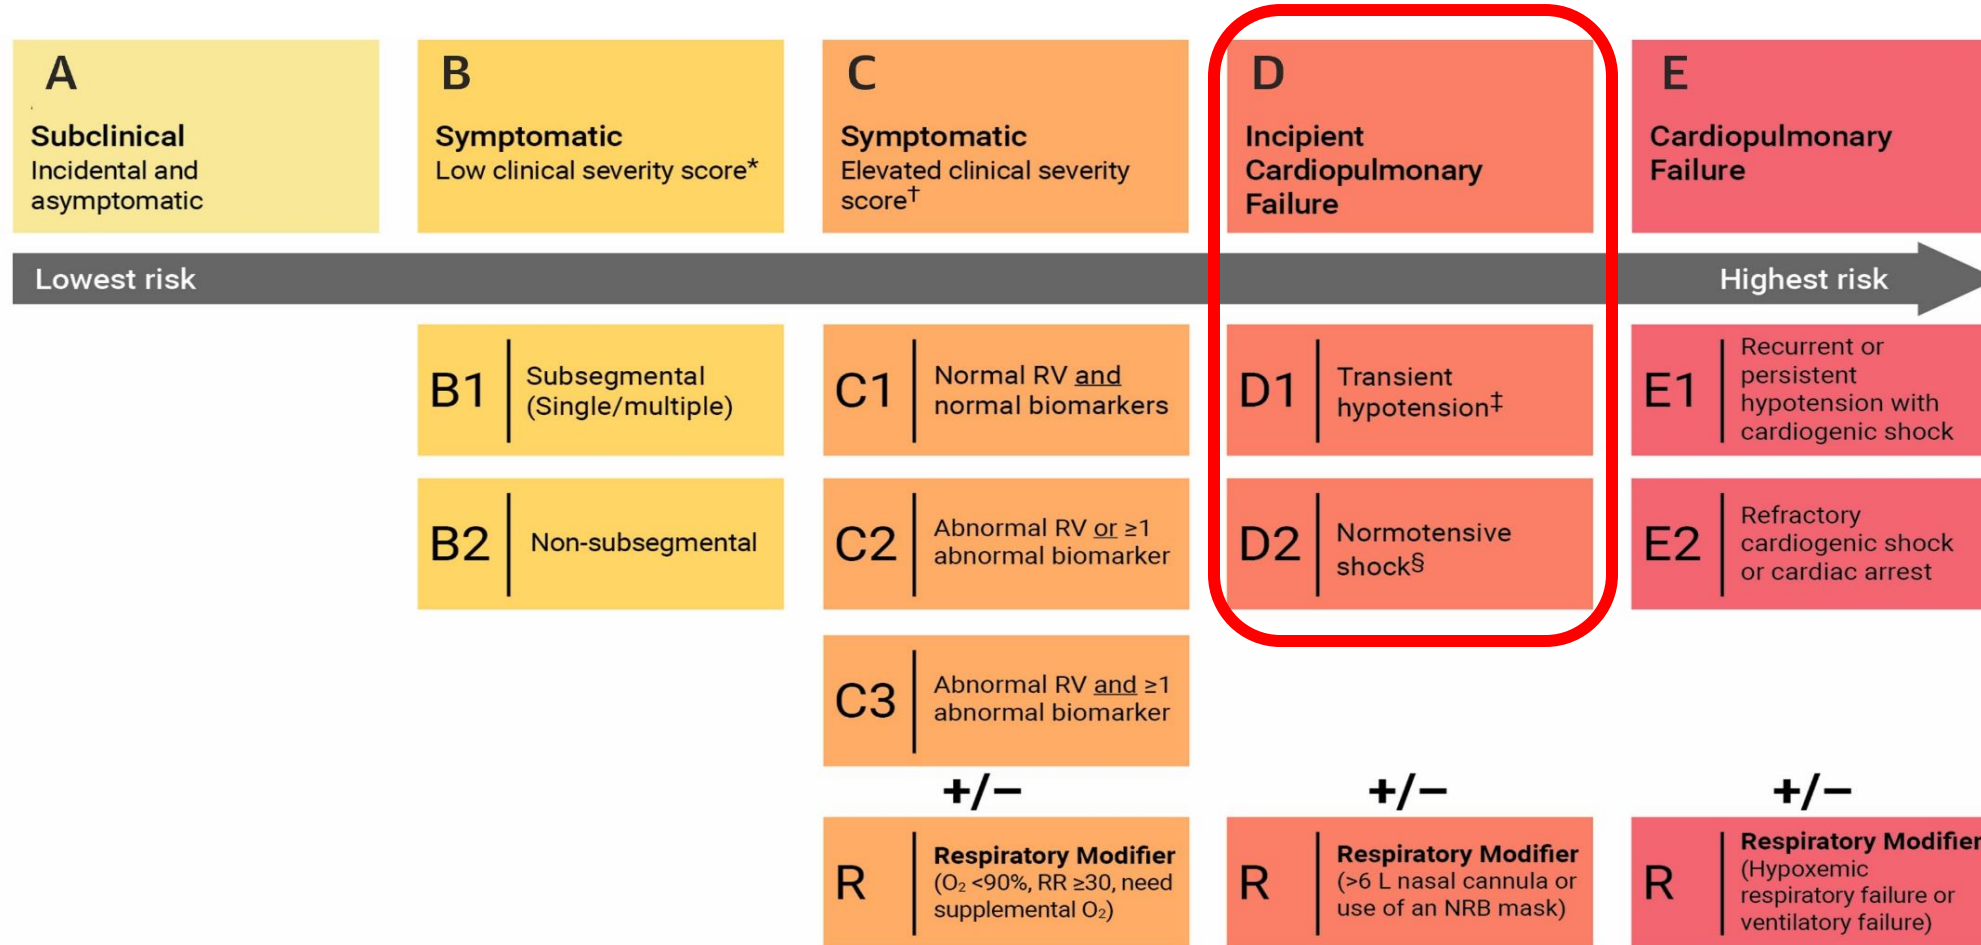 A
Subclinical
Incidental and
asymptomatic
B
Symptomatic
Low clinical severity score*
C
Symptomatic
Elevated clinical severity
score†
D
Incipient
Cardiopulmonary
Failure
E
Cardiopulmonary
Failure
Lowest risk
Highest risk
B1
Subsegmental
(Single/multiple)
B2
Non-subsegmental
C1
Normal RV and
normal biomarkers
C2
Abnormal RV or ≥1
abnormal biomarker
C3
Abnormal RV and ≥1
abnormal biomarker
+/−
R
Respiratory Modifier
(O₂ <90%, RR ≥30, need
supplemental O₂)
D1
Transient
hypotension‡
D2
Normotensive
shock§
+/−
R
Respiratory Modifier
(>6 L nasal cannula or
use of an NRB mask)
E1
Recurrent or
persistent
hypotension with
cardiogenic shock
E2
Refractory
cardiogenic shock
or cardiac arrest
+/−
R
Respiratory Modifier
(Hypoxemic
respiratory failure or
ventilatory failure)